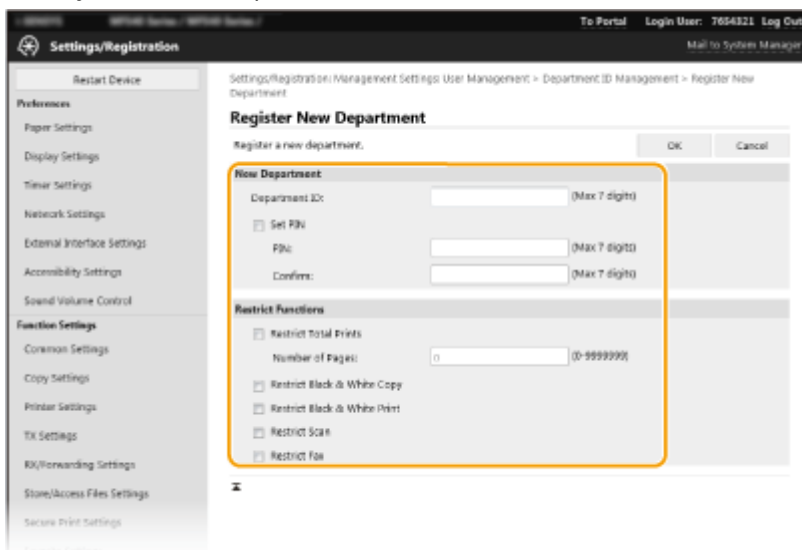 To Portal Login User: 7654321 Log Out
Settings/Registration
Mail to System Manager
Restart Device
Preferences
Paper Settings
Display Settings
Timer Settings
Network Settings
External Interface Settings
Accessibility Settings
Sound Volume Control
Function Settings
Common Settings
Copy Settings
Printer Settings
TX Settings
RX/Forwarding Settings
Store/Access Files Settings
Secure Print Settings
Settings/Registration: Management Settings: User Management > Department ID Management > Register New
Department
Register New Department
Register a new department.
OK Cancel
New Department
Department ID: (Max 7 digits)
Set PIN
PIN: (Max 7 digits)
Confirm: (Max 7 digits)
Restrict Functions
Restrict Total Prints
Number of Pages: 0 (0-9999999)
Restrict Black & White Copy
Restrict Black & White Print
Restrict Scan
Restrict Fax